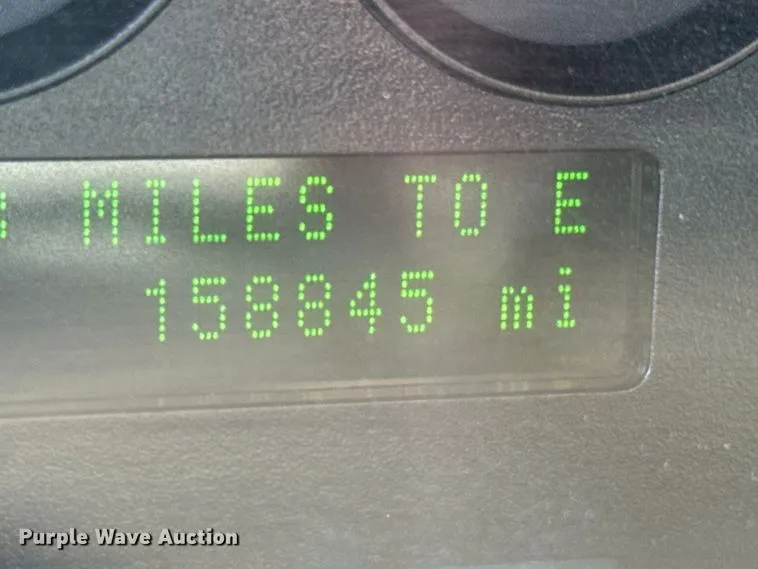 MILES TO E
158845 mi
Purple Wave Auction